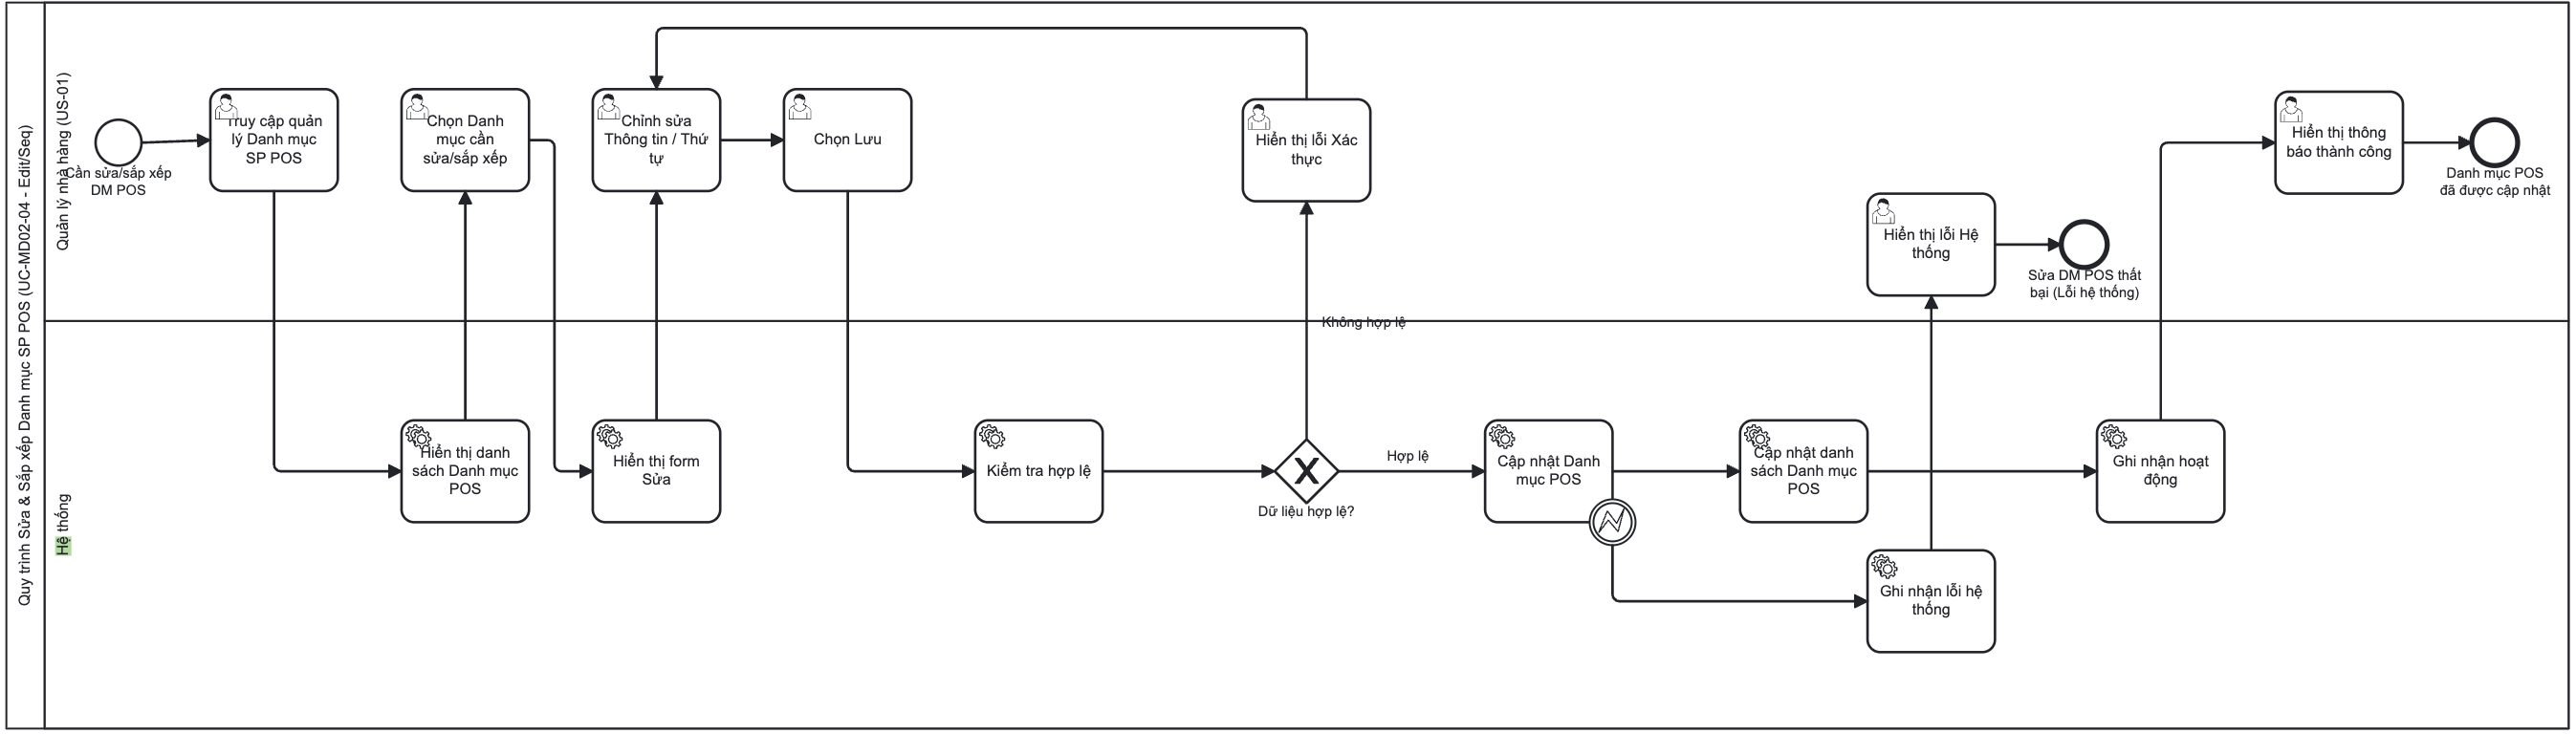 Quy trình Sửa & Sắp xếp Danh mục SP POS (UC-MD02-04 - Edit/Seq)
Quản lý nhà hàng (US-01)
Cần sửa/sắp xếp
DM POS
Truy cập quản
lý Danh mục
SP POS
Chọn Danh
mục cần
sửa/sắp xếp
Chỉnh sửa
Thông tin / Thứ
tự
Chọn Lưu
Hiển thị lỗi Xác
thực
Hiển thị lỗi Hệ
thống
Sửa DM POS thất
bại (Lỗi hệ thống)
Hiển thị thông
báo thành công
Danh mục POS
đã được cập nhật
Không hợp lệ
Hệ thống
Hiển thị danh
sách Danh mục
POS
Hiển thị form
Sửa
Kiểm tra hợp lệ
X
Dữ liệu hợp lệ?
Hợp lệ
Cập nhật Danh
mục POS
Cập nhật danh
sách Danh mục
POS
Ghi nhận hoạt
động
Ghi nhận lỗi hệ
thống